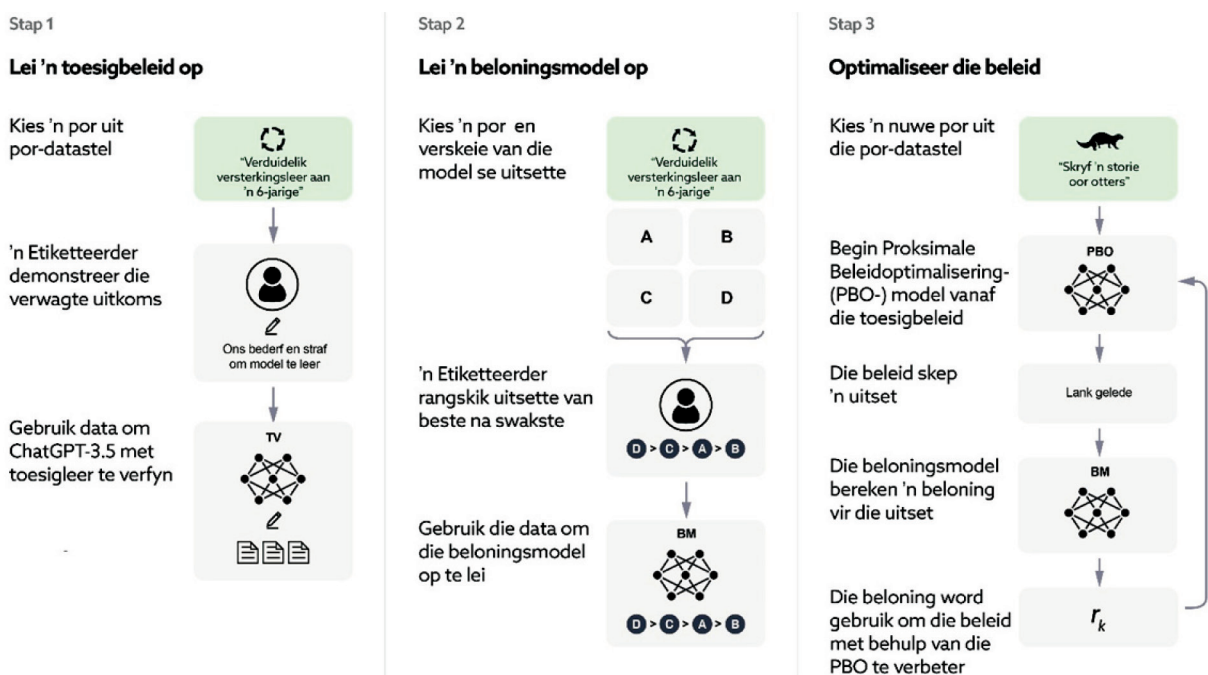 Stap 1
Lei ’n toesigbeleid op
Kies ’n por uit
por-datastel
“Verduidelik
versterkingsleer aan
’n 6-jarige”
’n Etiketteerder
demonstreer die
verwagte uitkoms
Ons bederf en straf
om model te leer
Gebruik data om
ChatGPT-3.5 met
toesigleer te verfyn
TV
Stap 2
Lei ’n beloningsmodel op
Kies ’n por en
verskeie van die
model se uitsette
“Verduidelik
versterkingsleer aan
’n 6-jarige”
A B
C D
’n Etiketteerder
rangskik uitsette van
beste na swakste
D > C > A > B
Gebruik die data om
die beloningsmodel
op te lei
BM
D > C > A > B
Stap 3
Optimaliseer die beleid
Kies ’n nuwe por uit
die por-datastel
“Skryf ’n storie
oor otters”
Begin Proksimale
Beleidoptimalisering-
(PBO-) model vanaf
die toesigbeleid
PBO
Die beleid skep
’n uitset
Lank gelede
Die beloningsmodel
bereken ’n beloning
vir die uitset
BM
Die beloning word
gebruik om die beleid
met behulp van die
PBO te verbeter
rₖ